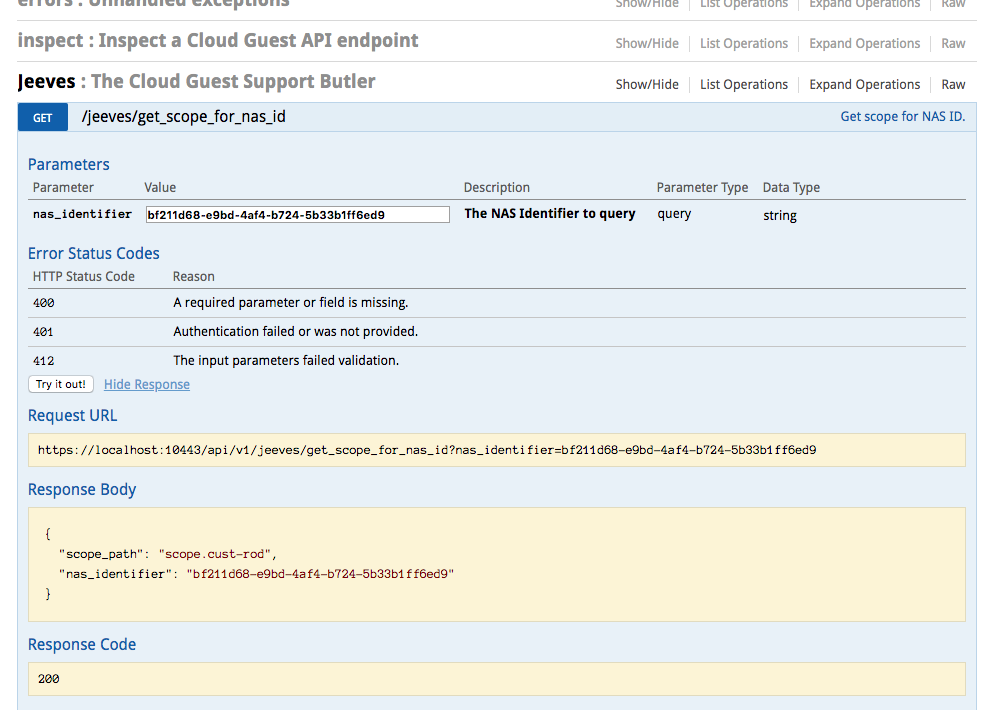 errors : Unhandled exceptions Show/Hide List Operations Expand Operations Raw
inspect : Inspect a Cloud Guest API endpoint Show/Hide List Operations Expand Operations Raw
Jeeves : The Cloud Guest Support Butler Show/Hide List Operations Expand Operations Raw
GET /jeeves/get_scope_for_nas_id Get scope for NAS ID.
Parameters
Parameter Value Description Parameter Type Data Type
nas_identifier bf211d68-e9bd-4af4-b724-5b33b1ff6ed9 The NAS Identifier to query query string
Error Status Codes
HTTP Status Code Reason
400 A required parameter or field is missing.
401 Authentication failed or was not provided.
412 The input parameters failed validation.
Try it out! Hide Response
Request URL
https://localhost:10443/api/v1/jeeves/get_scope_for_nas_id?nas_identifier=bf211d68-e9bd-4af4-b724-5b33b1ff6ed9
Response Body
{
"scope_path": "scope.cust-rod",
"nas_identifier": "bf211d68-e9bd-4af4-b724-5b33b1ff6ed9"
}
Response Code
200